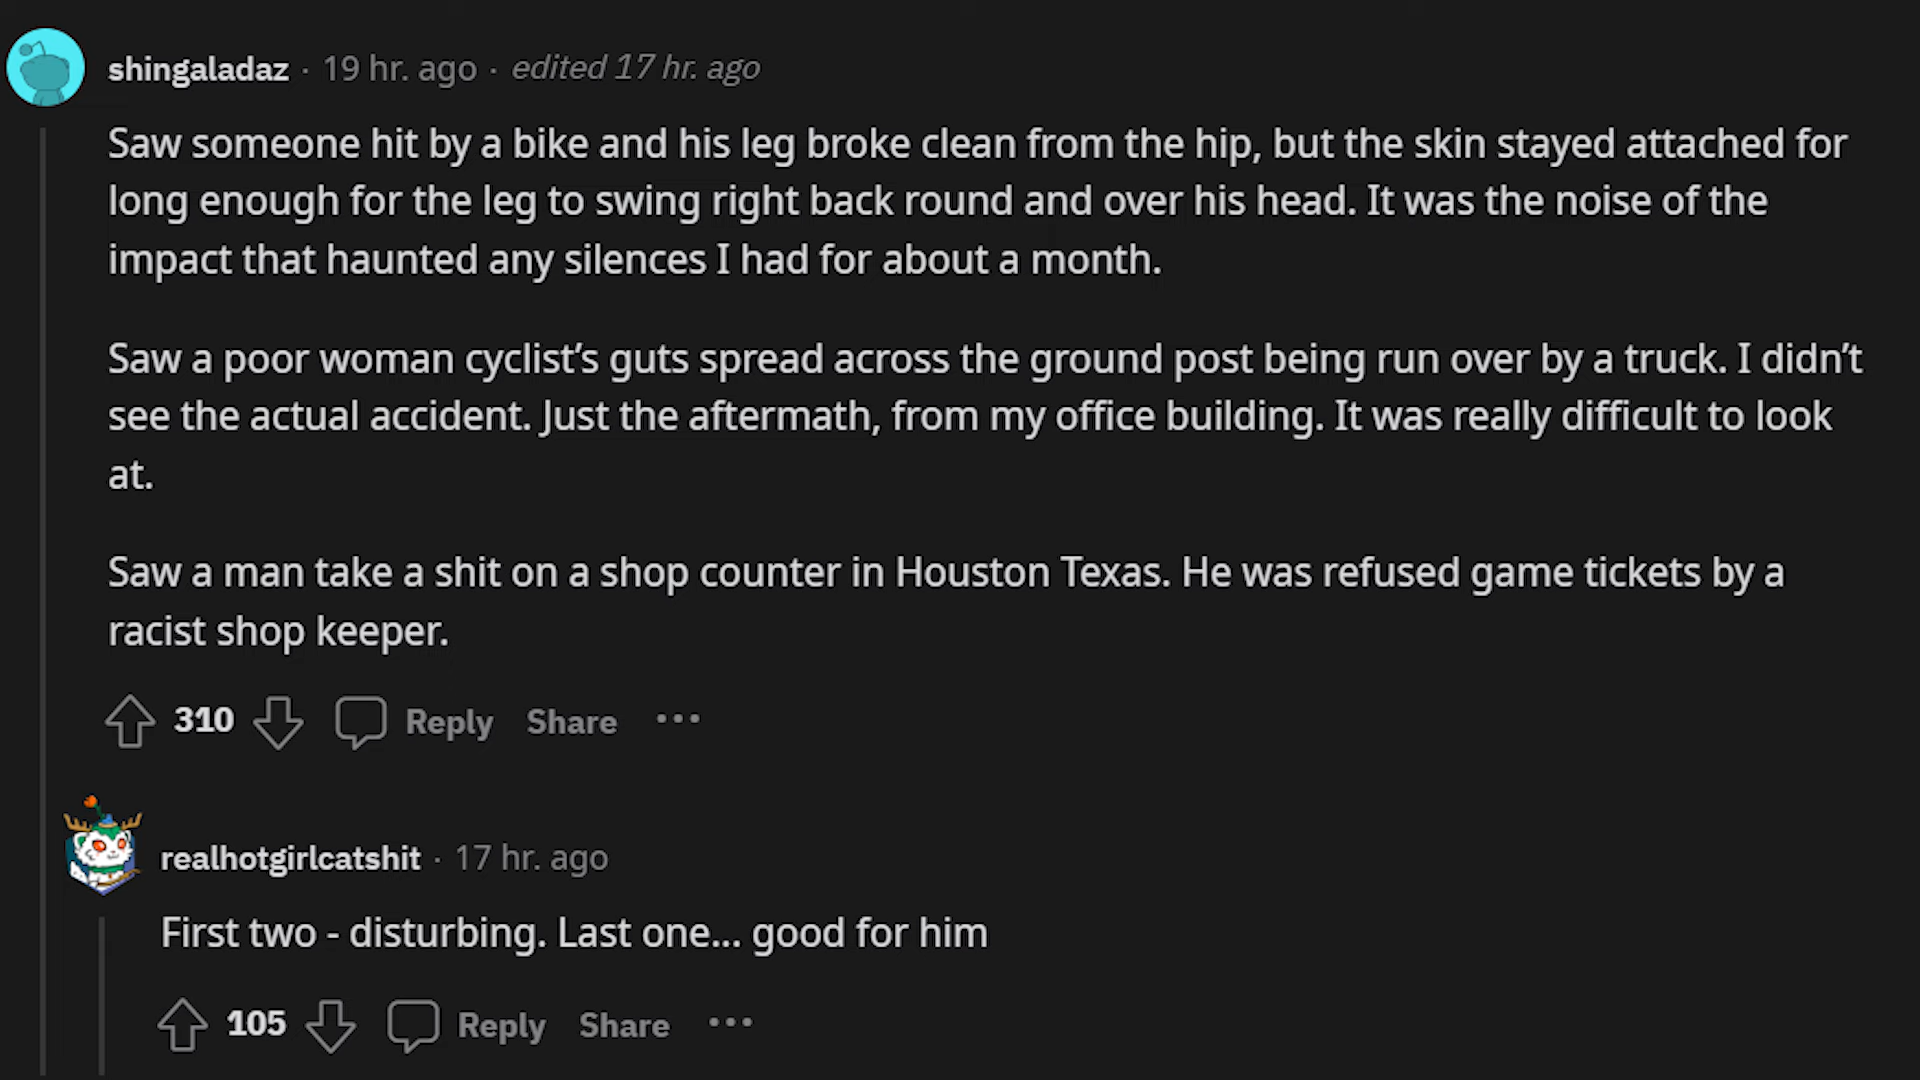 shingaladaz · 19 hr. ago · edited 17 hr. ago
Saw someone hit by a bike and his leg broke clean from the hip, but the skin stayed attached for
long enough for the leg to swing right back round and over his head. It was the noise of the
impact that haunted any silences I had for about a month.
Saw a poor woman cyclist’s guts spread across the ground post being run over by a truck. I didn’t
see the actual accident. Just the aftermath, from my office building. It was really difficult to look
at.
Saw a man take a shit on a shop counter in Houston Texas. He was refused game tickets by a
racist shop keeper.
310 Reply Share ···
realhotgirlcatshit · 17 hr. ago
First two - disturbing. Last one... good for him
105 Reply Share ···